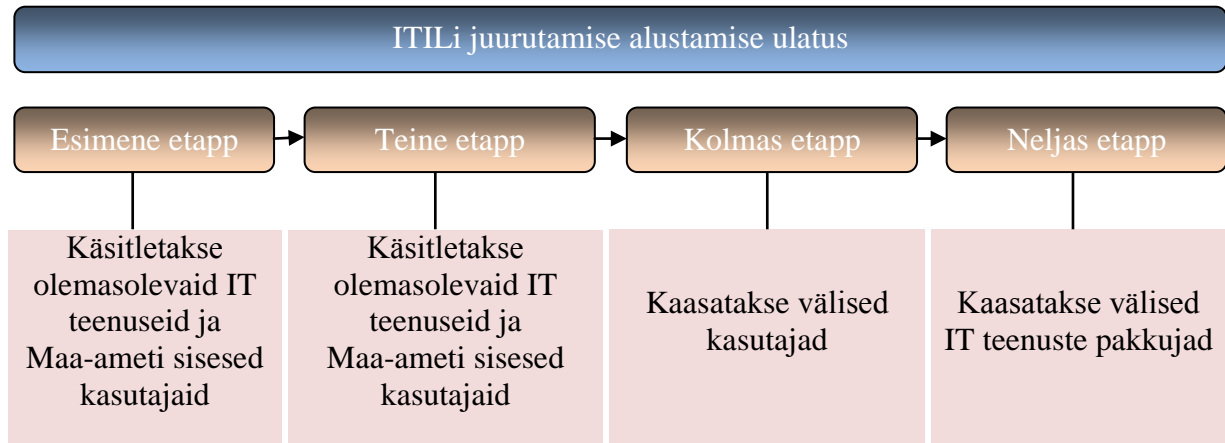 ITILi juurutamise alustamise ulatus
Esimene etapp
Teine etapp
Kolmas etapp
Neljas etapp
Käsitletakse
olemasolevaid IT
teenuseid ja
Maa-ameti sisesed
kasutajaid
Käsitletakse
olemasolevaid IT
teenuseid ja
Maa-ameti sisesed
kasutajaid
Kaasatakse välised
kasutajad
Kaasatakse välised
IT teenuste pakkujad